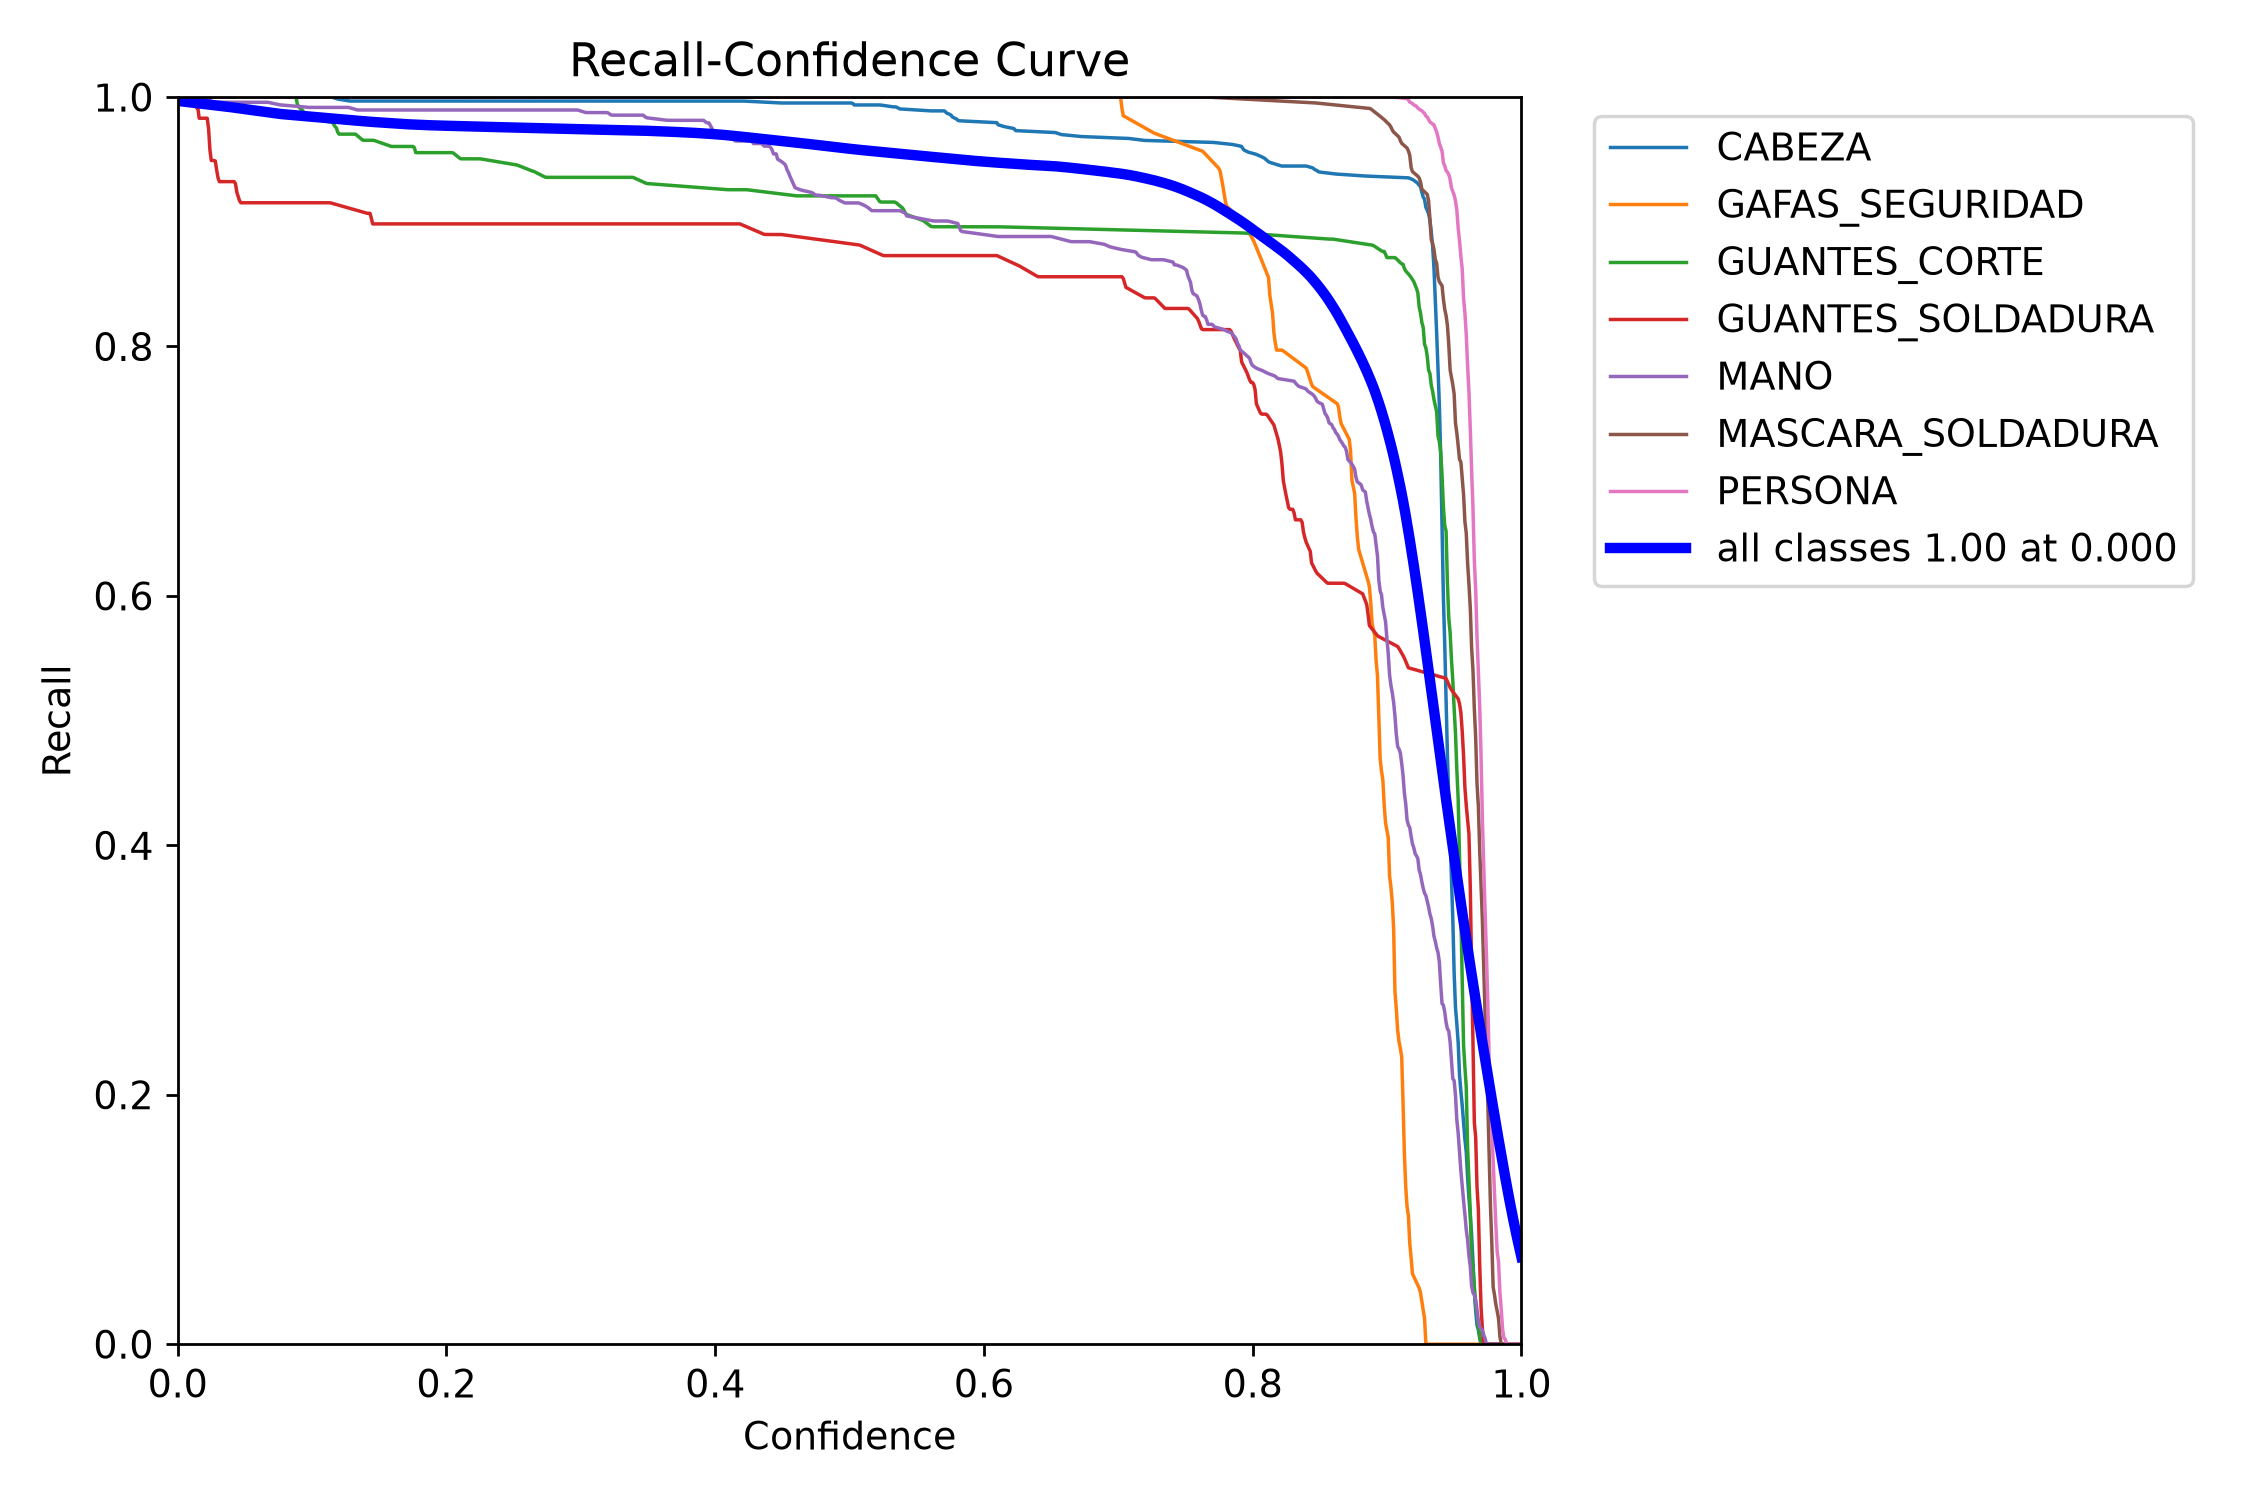 Recall-Confidence Curve
1.0
0.8
0.6
0.4
0.2
0.0
Recall
0.0 0.2 0.4 0.6 0.8 1.0
Confidence
CABEZA
GAFAS_SEGURIDAD
GUANTES_CORTE
GUANTES_SOLDADURA
MANO
MASCARA_SOLDADURA
PERSONA
all classes 1.00 at 0.000